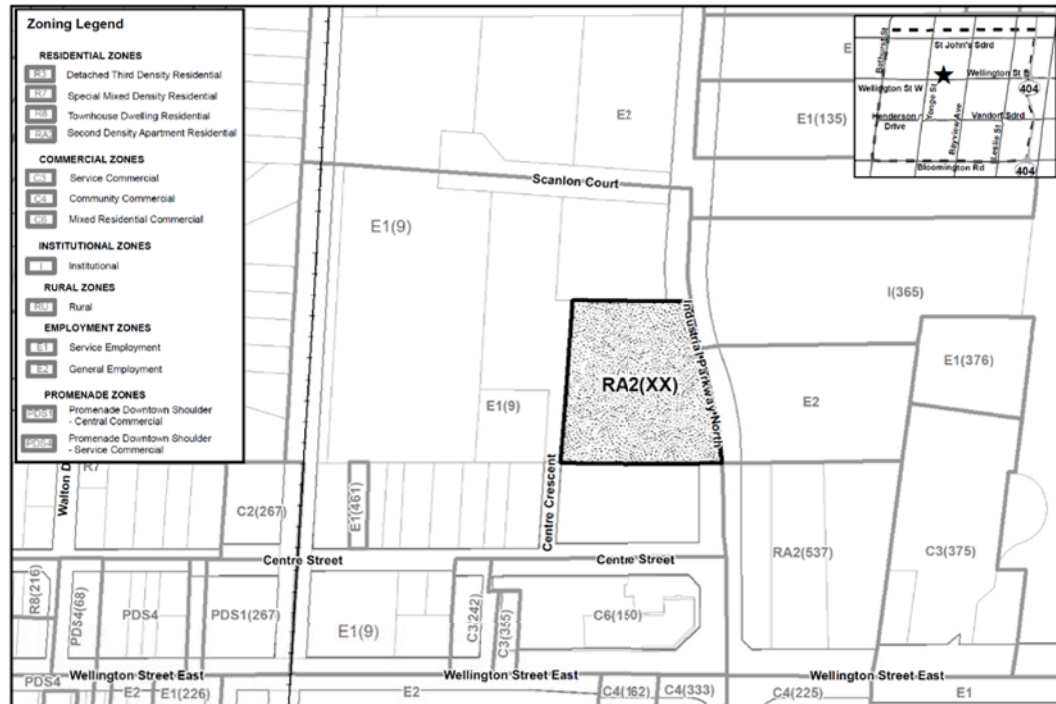 Zoning Legend
RESIDENTIAL ZONES
R3 Detached Third Density Residential
R7 Special Mixed Density Residential
R8 Townhouse Dwelling Residential
RA2 Second Density Apartment Residential
COMMERCIAL ZONES
C3 Service Commercial
C4 Community Commercial
C6 Mixed Residential Commercial
INSTITUTIONAL ZONES
I Institutional
RURAL ZONES
RU Rural
EMPLOYMENT ZONES
E1 Service Employment
E2 General Employment
PROMENADE ZONES
PDS1 Promenade Downtown Shoulder
- Central Commercial
PDS4 Promenade Downtown Shoulder
- Service Commercial
Bathurst St
St John's Sdrd
Wellington St E
404
Wellington St W
Yonge St
Henderson
Drive
Vandorf Sdrd
Bayview Ave
Leslie St
Bloomington Rd
404
E
E2
E1(135)
Scanlon Court
E1(9)
I(365)
Industrial Parkway North
E1(376)
RA2(XX)
E2
E1(9)
R7
Walton D
C2(267)
E1(461)
Centre Crescent
RA2(537)
C3(375)
Centre Street
Centre Street
R8(216)
PDS4(68)
PDS4
PDS1(267)
E1(9)
C3(242)
C3(355)
C6(150)
Wellington Street East
Wellington Street East
Wellington Street East
PDS4
E2
E1(226)
E2
C4(162)
C4(333)
C4(225)
E1